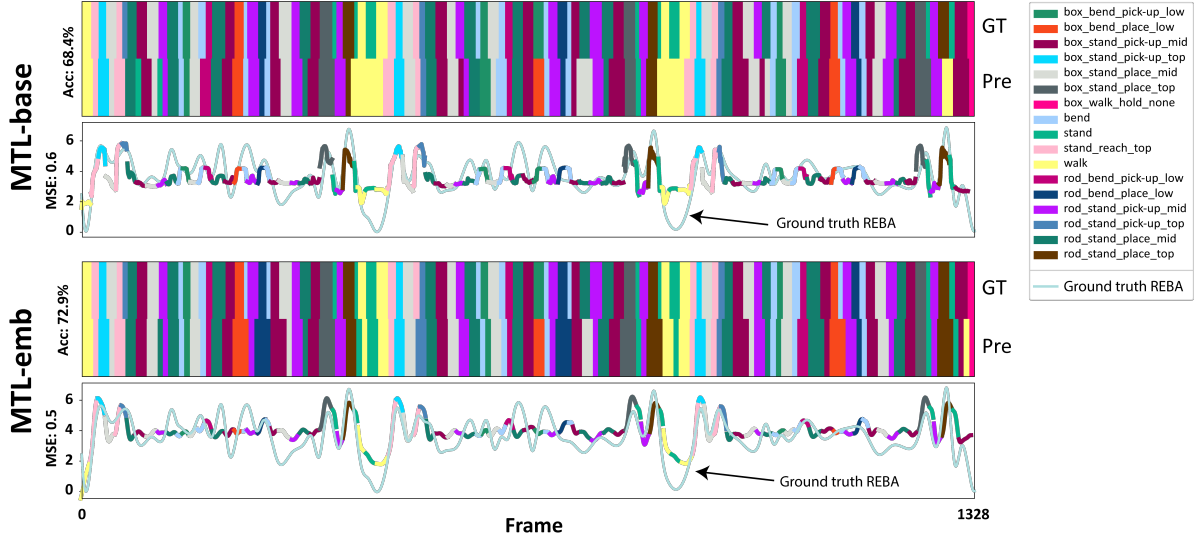 MTL-base
Acc: 68.4%
GT
Pre
MSE: 0.6
6
4
2
0
Ground truth REBA
MTL-emb
Acc: 72.9%
GT
Pre
MSE: 0.5
6
4
2
0
Ground truth REBA
0
Frame
1328
box_bend_pick-up_low
box_bend_place_low
box_stand_pick-up_mid
box_stand_pick-up_top
box_stand_place_mid
box_stand_place_top
box_walk_hold_none
bend
stand
stand_reach_top
walk
rod_bend_pick-up_low
rod_bend_place_low
rod_stand_pick-up_mid
rod_stand_pick-up_top
rod_stand_place_mid
rod_stand_place_top
Ground truth REBA